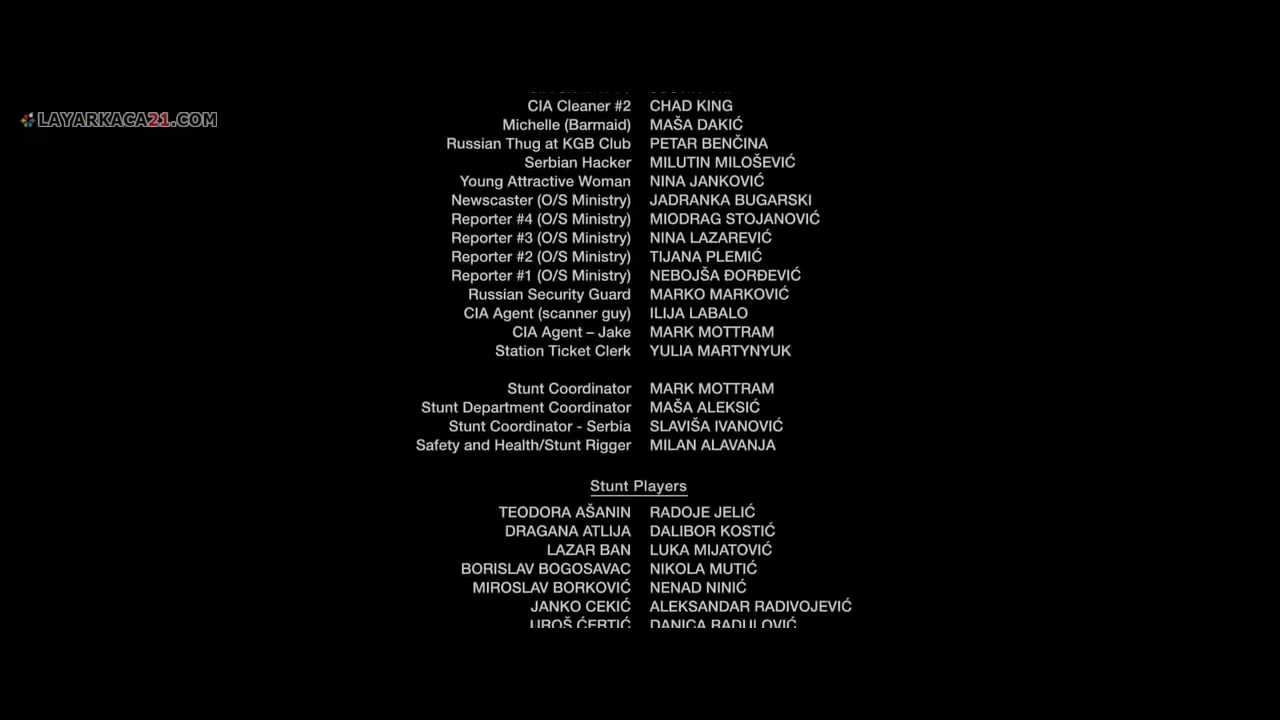 LAYARKACA21.COM
CIA Cleaner #2 CHAD KING
Michelle (Barmaid) MAŠA DAKIĆ
Russian Thug at KGB Club PETAR BENČINA
Serbian Hacker MILUTIN MILOŠEVIĆ
Young Attractive Woman NINA JANKOVIĆ
Newscaster (O/S Ministry) JADRANKA BUGARSKI
Reporter #4 (O/S Ministry) MIODRAG STOJANOVIĆ
Reporter #3 (O/S Ministry) NINA LAZAREVIĆ
Reporter #2 (O/S Ministry) TIJANA PLEMIĆ
Reporter #1 (O/S Ministry) NEBOJŠA ĐORĐEVIĆ
Russian Security Guard MARKO MARKOVIĆ
CIA Agent (scanner guy) ILIJA LABALO
CIA Agent – Jake MARK MOTTRAM
Station Ticket Clerk YULIA MARTYNYUK
Stunt Coordinator MARK MOTTRAM
Stunt Department Coordinator MAŠA ALEKSIĆ
Stunt Coordinator - Serbia SLAVIŠA IVANOVIĆ
Safety and Health/Stunt Rigger MILAN ALAVANJA
Stunt Players
TEODORA AŠANIN RADOJE JELIĆ
DRAGANA ATLIJA DALIBOR KOSTIĆ
LAZAR BAN LUKA MIJATOVIĆ
BORISLAV BOGOSAVAC NIKOLA MUTIĆ
MIROSLAV BORKOVIĆ NENAD NINIĆ
JANKO CEKIĆ ALEKSANDAR RADIVOJEVIĆ
UROŠ ĆERTIĆ DANICA RADULOVIĆ